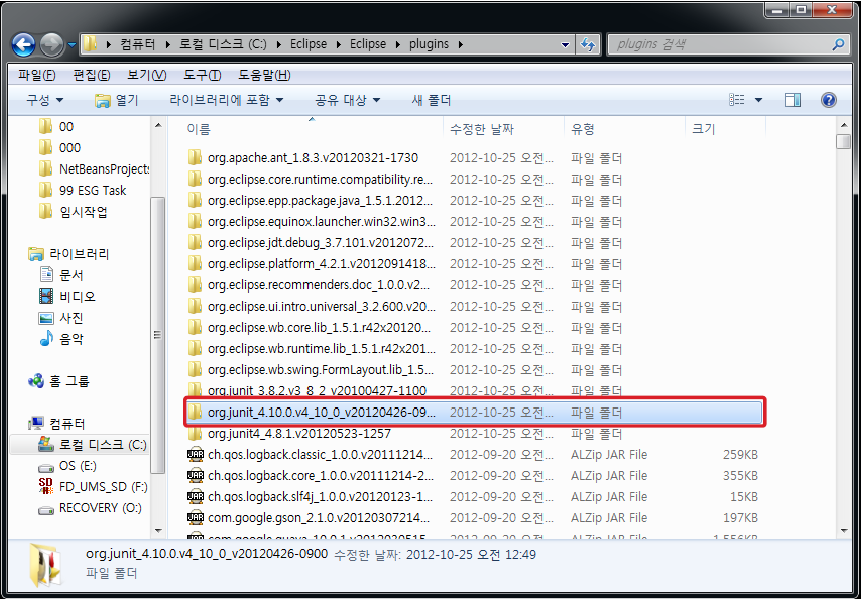 컴퓨터 로컬 디스크 (C:) Eclipse Eclipse plugins
plugins 검색
파일(F) 편집(E) 보기(V) 도구(T) 도움말(H)
구성 열기 라이브러리에 포함 공유 대상 새 폴더
00
000
NetBeansProjects
99 ESG Task
임시작업
라이브러리
문서
비디오
사진
음악
홈 그룹
컴퓨터
로컬 디스크 (C:)
OS (E:)
FD_UMS_SD (F:)
RECOVERY (O:)
이름 수정한 날짜 유형 크기
org.apache.ant_1.8.3.v20120321-1730 2012-10-25 오전... 파일 폴더
org.eclipse.core.runtime.compatibility.re... 2012-10-25 오전... 파일 폴더
org.eclipse.epp.package.java_1.5.1.2012... 2012-10-25 오전... 파일 폴더
org.eclipse.equinox.launcher.win32.win3... 2012-10-25 오전... 파일 폴더
org.eclipse.jdt.debug_3.7.101.v2012072... 2012-10-25 오전... 파일 폴더
org.eclipse.platform_4.2.1.v2012091418... 2012-10-25 오전... 파일 폴더
org.eclipse.recommenders.doc_1.0.0.v2... 2012-10-25 오전... 파일 폴더
org.eclipse.ui.intro.universal_3.2.600.v20... 2012-10-25 오전... 파일 폴더
org.eclipse.wb.core.lib_1.5.1.r42x20120... 2012-10-25 오전... 파일 폴더
org.eclipse.wb.runtime.lib_1.5.1.r42x201... 2012-10-25 오전... 파일 폴더
org.eclipse.wb.swing.FormLayout.lib_1.5... 2012-10-25 오전... 파일 폴더
org.junit_3.8.2.v3_8_2_v20100427-1100 2012-10-25 오전... 파일 폴더
org.junit_4.10.0.v4_10_0_v20120426-09... 2012-10-25 오전... 파일 폴더
org.junit4_4.8.1.v20120523-1257 2012-10-25 오전... 파일 폴더
ch.qos.logback.classic_1.0.0.v20111214... 2012-09-20 오전... ALZip JAR File 259KB
ch.qos.logback.core_1.0.0.v20111214-2... 2012-09-20 오전... ALZip JAR File 355KB
ch.qos.logback.slf4j_1.0.0.v20120123-1... 2012-09-20 오전... ALZip JAR File 15KB
com.google.gson_2.1.0.v20120307214... 2012-09-20 오전... ALZip JAR File 197KB
org.junit_4.10.0.v4_10_0_v20120426-0900 수정한 날짜: 2012-10-25 오전 12:49
파일 폴더